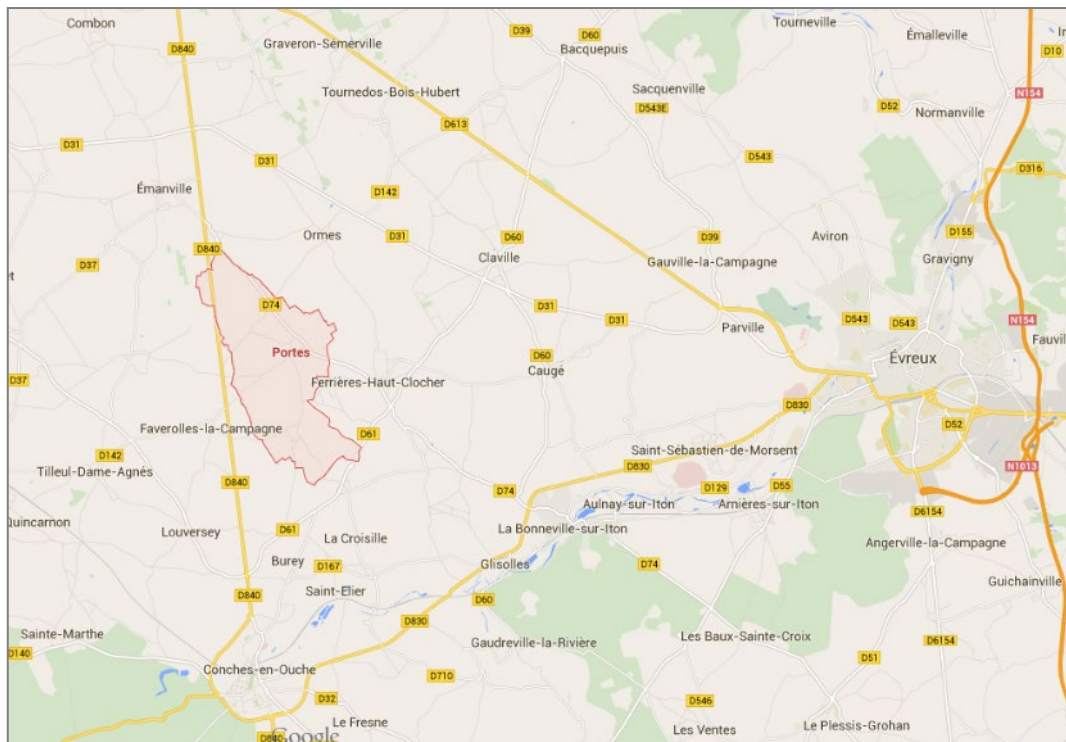 Combon
D840
D39
D60
Tourneville
Émalleville
Graveron-Sémerville
Bacquepuis
D10
Tournedos-Bois-Hubert
Sacquenville
N154
D543E
D52
Normanville
D613
D31
D31
D543
D316
Émanville
D142
Ormes
D31
D60
D39
Aviron
D155
D840
Claville
Gauville-la-Campagne
Gravigny
D37
D74
D31
D31
Parville
D543
D543
N154
Fauvil
Portes
D60
Caugé
Évreux
D37
Ferrières-Haut-Clocher
D830
Faverolles-la-Campagne
D61
D52
D142
Tilleul-Dame-Agnés
Saint-Sébastien-de-Morsent
D830
N1013
D840
D74
D129
D55
Aulnay-sur-Iton
Arnières-sur-Iton
D6154
Quincarnon
Louversey
D61
La Croisille
La Bonneville-sur-Iton
Angerville-la-Campagne
Burey
D167
Glisolles
D74
Guichainville
D840
Saint-Elier
D60
D830
Sainte-Marthe
Gaudreville-la-Rivière
Les Baux-Sainte-Croix
D6154
D140
Conches-en-Ouche
D710
D51
D32
D546
Le Fresne
Les Ventes
Le Plessis-Grohan
D840
Google